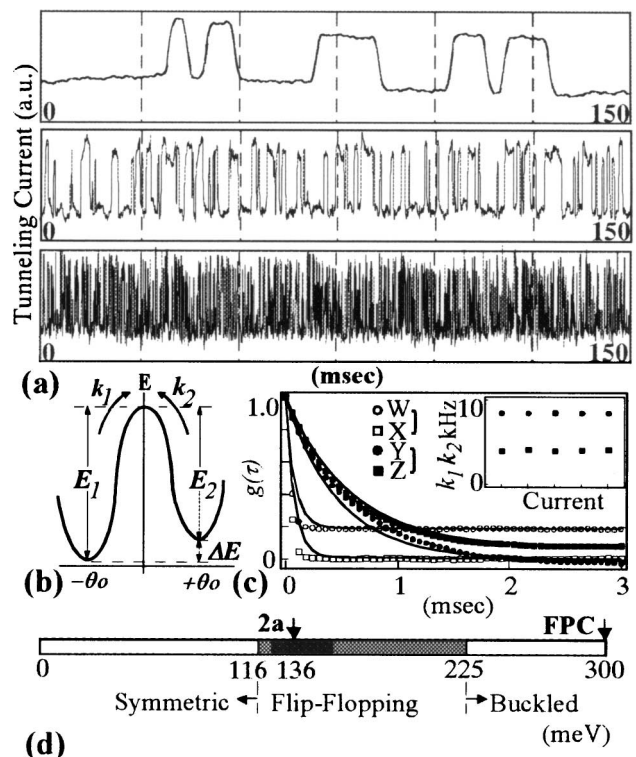 Tunneling Current (a.u.)
0 150
0 150
0 150
(a) (msec)
k1 E k2
E1 E2
ΔE
(b) −θo +θo
1.0
g(τ)
0
W
X
Y
Z
10
k1 k2 kHz
0
Current
(c) 0 1 2 3
(msec)
2a FPC
0 116 136 225 300
Symmetric Flip-Flopping Buckled
(meV)
(d)